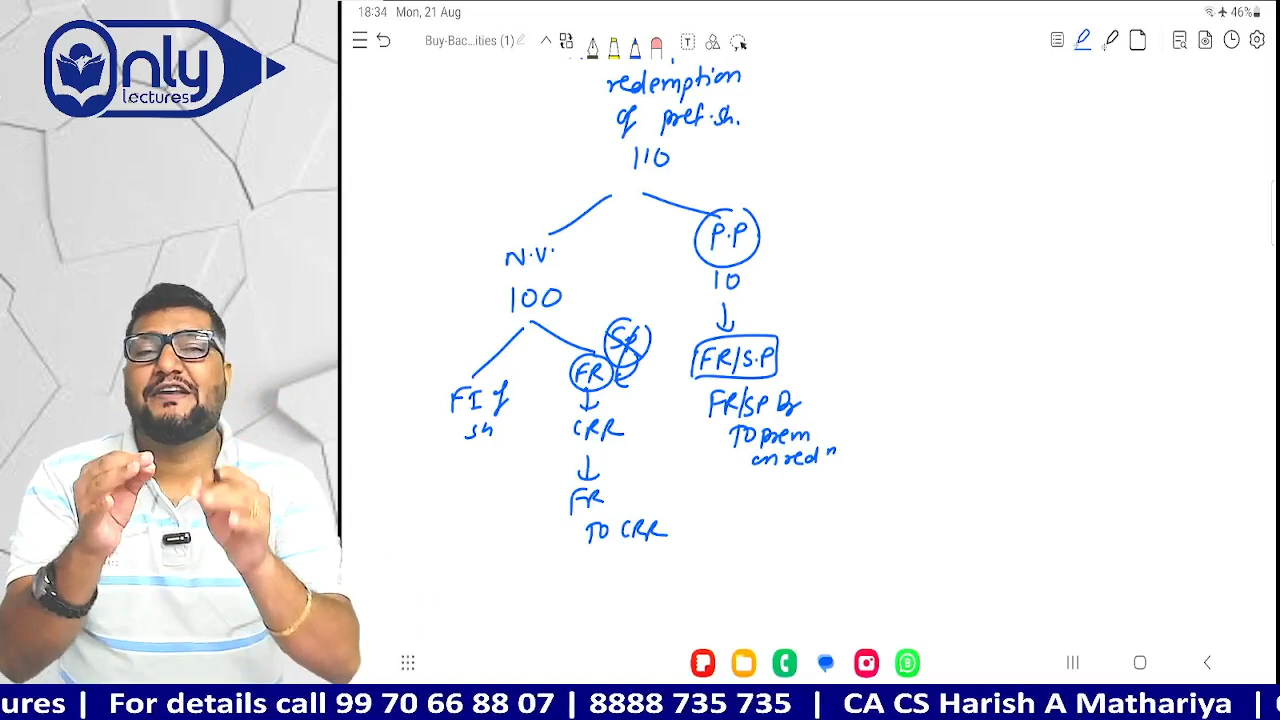 Only
lectures
18:34 Mon, 21 Aug
46%
Buy-Bac...ities (1)
T
redemption
of pref.sh.
110
N.V.
P.P
100
10
SP
FR
FR/S.P
FI of
sh
CRR
FR/SP Dr
TO prem
on redn
FR
TO CRR
ures | For details call 99 70 66 88 07 | 8888 735 735 | CA CS Harish A Mathariya |